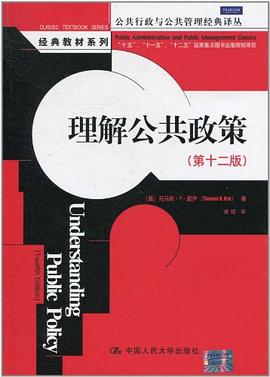 CLASSIC TEXTBOOK SERIES
PEARSON
公共行政与公共管理经典译丛
经典教材系列
Public Administration and Public Management Classics
“十五”、“十一五”、“十二五”国家重点图书出版规划项目
理解公共政策
(第十二版)
[美] 托马斯·R·戴伊 (Thomas R. Dye) 著
谢明 译
Understanding
Public Policy
(Twelfth Edition)
中国人民大学出版社